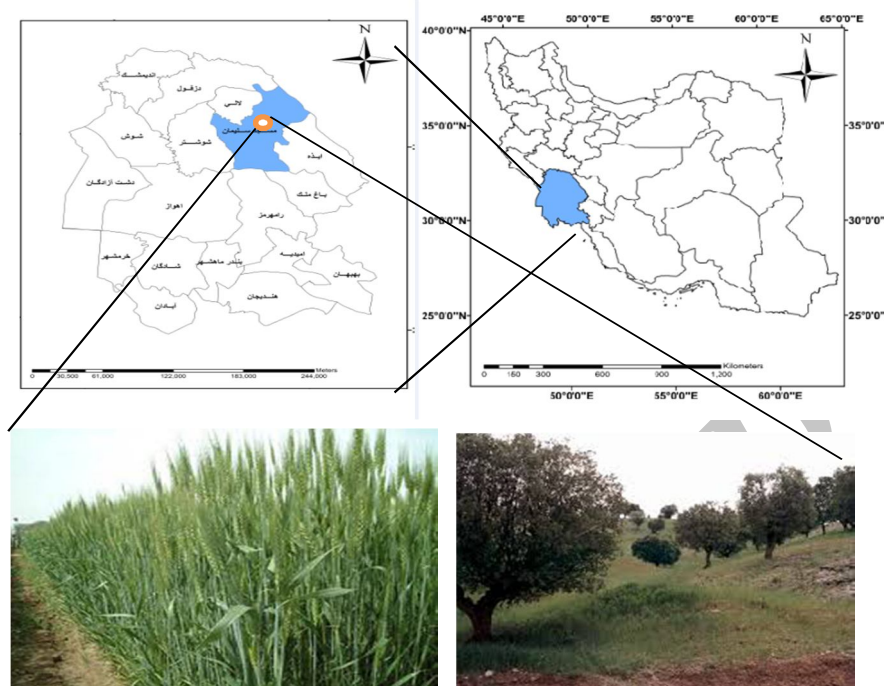 45°0'0"E 50°0'0"E 55°0'0"E 60°0'0"E 65°0'0"E
40°0'0"N
35°0'0"N
30°0'0"N
25°0'0"N
35°0'0"N
30°0'0"N
25°0'0"N
50°0'0"E 55°0'0"E 60°0'0"E
N
N
اندیمشک
دزفول
لالی
شوش
شوشتر
مسجد سلیمان
ایذه
دشت آزادگان
باغ ملک
اهواز
رامهرمز
خرمشهر
شادگان
بندر ماهشهر
امیدیه
بهبهان
هندیجان
آبادان
0 30,500 61,000 122,000 183,000 244,000 Meters
0 150 300 600 900 1,200 Kilometers